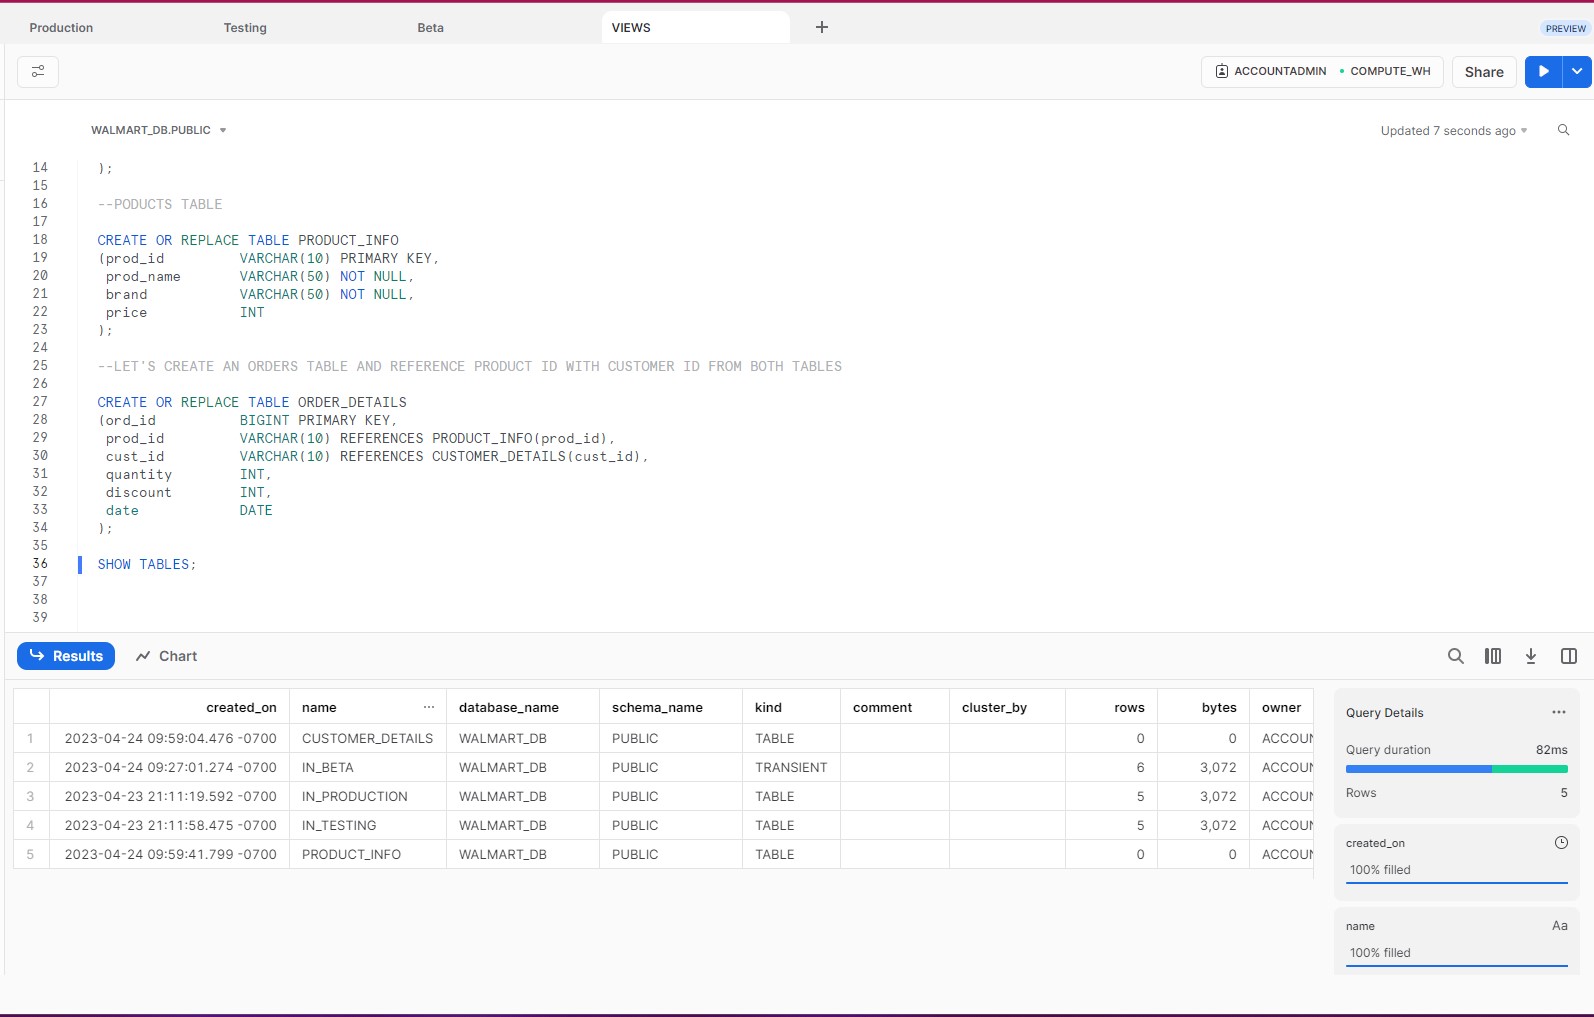 Production Testing Beta VIEWS +
PREVIEW
ACCOUNTADMIN • COMPUTE_WH Share
WALMART_DB.PUBLIC
Updated 7 seconds ago
14 );
15
16 --PODUCTS TABLE
17
18 CREATE OR REPLACE TABLE PRODUCT_INFO
19 (prod_id VARCHAR(10) PRIMARY KEY,
20 prod_name VARCHAR(50) NOT NULL,
21 brand VARCHAR(50) NOT NULL,
22 price INT
23 );
24
25 --LET'S CREATE AN ORDERS TABLE AND REFERENCE PRODUCT ID WITH CUSTOMER ID FROM BOTH TABLES
26
27 CREATE OR REPLACE TABLE ORDER_DETAILS
28 (ord_id BIGINT PRIMARY KEY,
29 prod_id VARCHAR(10) REFERENCES PRODUCT_INFO(prod_id),
30 cust_id VARCHAR(10) REFERENCES CUSTOMER_DETAILS(cust_id),
31 quantity INT,
32 discount INT,
33 date DATE
34 );
35
36 SHOW TABLES;
37
38
39
Results Chart
created_on name ... database_name schema_name kind comment cluster_by rows bytes owner
1 2023-04-24 09:59:04.476 -0700 CUSTOMER_DETAILS WALMART_DB PUBLIC TABLE 0 0 ACCOUN
2 2023-04-24 09:27:01.274 -0700 IN_BETA WALMART_DB PUBLIC TRANSIENT 6 3,072 ACCOUN
3 2023-04-23 21:11:19.592 -0700 IN_PRODUCTION WALMART_DB PUBLIC TABLE 5 3,072 ACCOUN
4 2023-04-23 21:11:58.475 -0700 IN_TESTING WALMART_DB PUBLIC TABLE 5 3,072 ACCOUN
5 2023-04-24 09:59:41.799 -0700 PRODUCT_INFO WALMART_DB PUBLIC TABLE 0 0 ACCOUN
Query Details ...
Query duration 82ms
Rows 5
created_on
100% filled
name Aa
100% filled